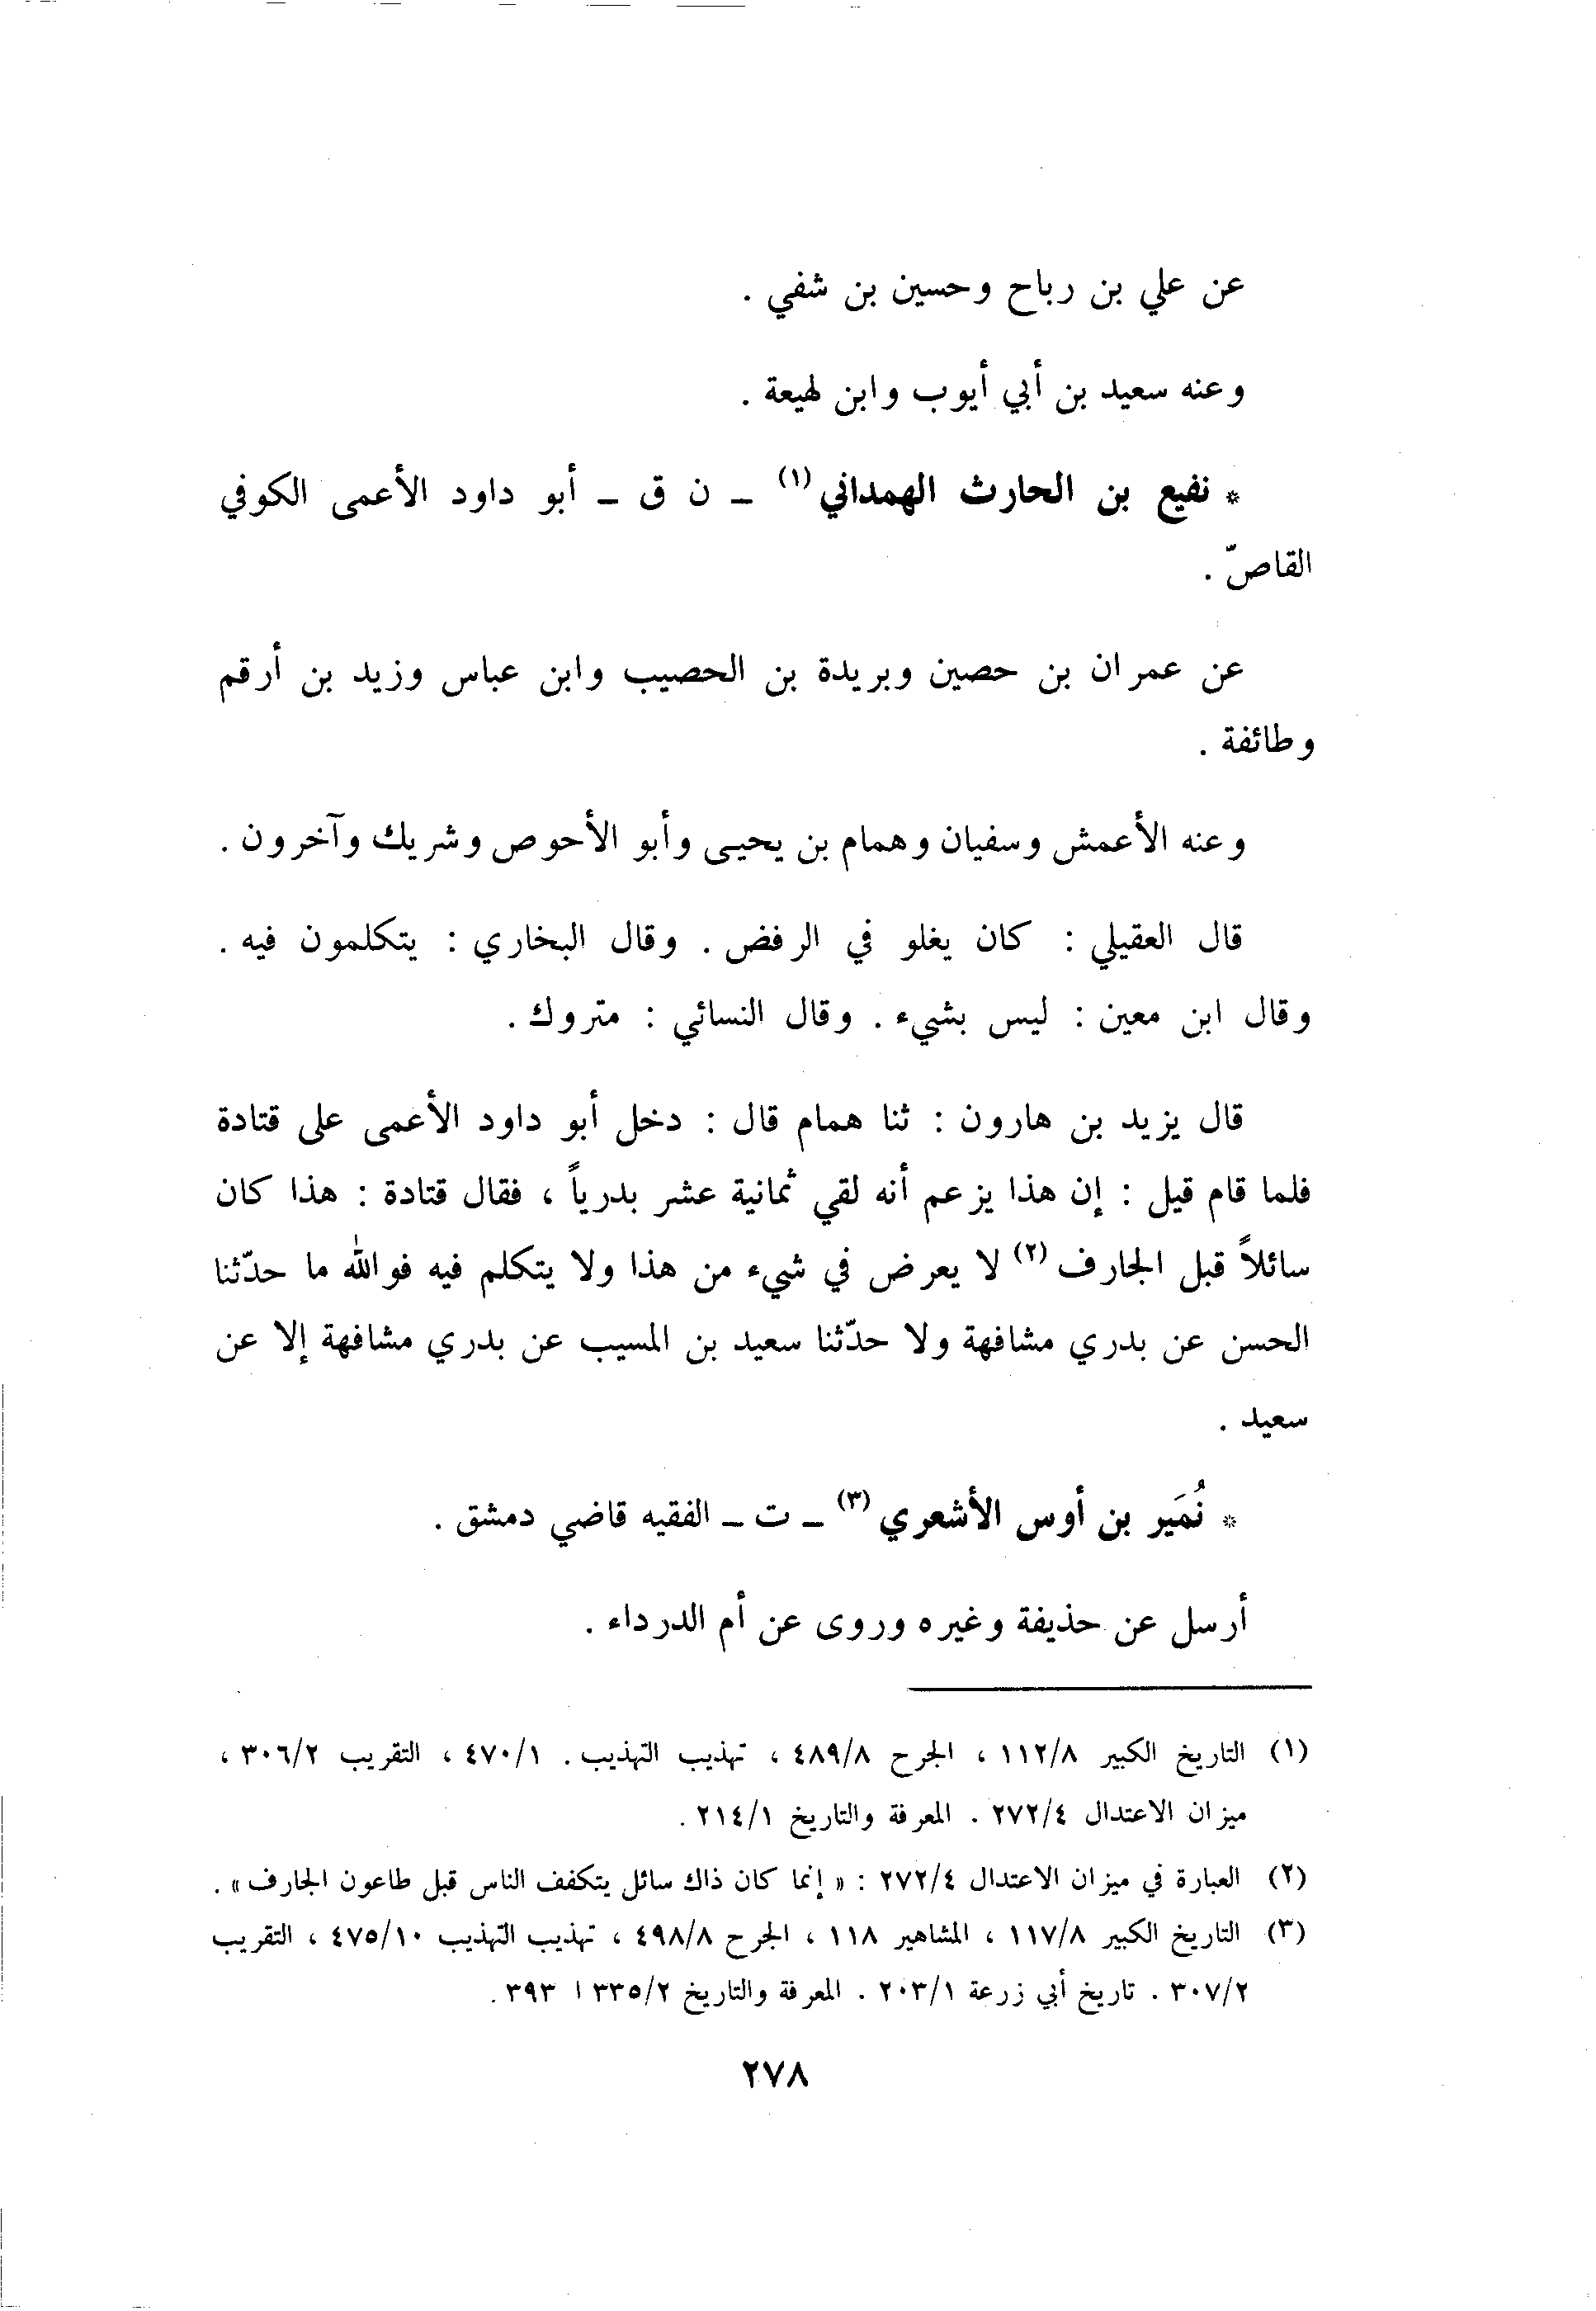 عن علي بن رباح وحسين بن شفي .
وعنه سعيد بن أبي أيوب وابن لهيعة .
* نفيع بن الحارث الهمداني (١) ــ ن ق ــ أبو داود الأعمى الكوفي
القاصّ .
عن عمران بن حصين وبريدة بن الحصيب وابن عباس وزيد بن أرقم
وطائفة .
وعنه الأعمش وسفيان وهمام بن يحيـى وأبو الأحوص وشريك وآخرون .
قال العقيلي : كان يغلو في الرفض . وقال البخاري : يتكلمون فيه .
وقال ابن معين : ليس بشيء . وقال النسائي : متروك .
قال يزيد بن هارون : ثنا همام قال : دخل أبو داود الأعمى على قتادة
فلما قام قيل : إن هذا يزعم أنه لقي ثمانية عشر بدرياً ، فقال قتادة : هذا كان
سائلاً قبل الجارف (٢) لا يعرض في شيء من هذا ولا يتكلم فيه فوالله ما حدّثنا
الحسن عن بدري مشافهة ولا حدّثنا سعيد بن المسيب عن بدري مشافهة إلا عن
سعيد .
* نُمَير بن أوس الأشعري (٣) ــ ت ــ الفقيه قاضي دمشق .
أرسل عن حذيفة وغيره وروى عن أم الدرداء .
(١) التاريخ الكبير ١١٢/٨ ، الجرح ٤٨٩/٨ ، تهذيب التهذيب . ٤٧٠/١ ، التقريب ٣٠٦/٢ ،
ميزان الاعتدال ٢٧٢/٤ . المعرفة والتاريخ ٢١٤/١ .
(٢) العبارة في ميزان الاعتدال ٢٧٢/٤ : « إنما كان ذاك سائل يتكفف الناس قبل طاعون الجارف » .
(٣) التاريخ الكبير ١١٧/٨ ، المشاهير ١١٨ ، الجرح ٤٩٨/٨ ، تهذيب التهذيب ٤٧٥/١٠ ، التقريب
٣٠٧/٢ . تاريخ أبي زرعة ٢٠٣/١ . المعرفة والتاريخ ٣٣٥/٢ ا ٣٩٣ .
٢٧٨